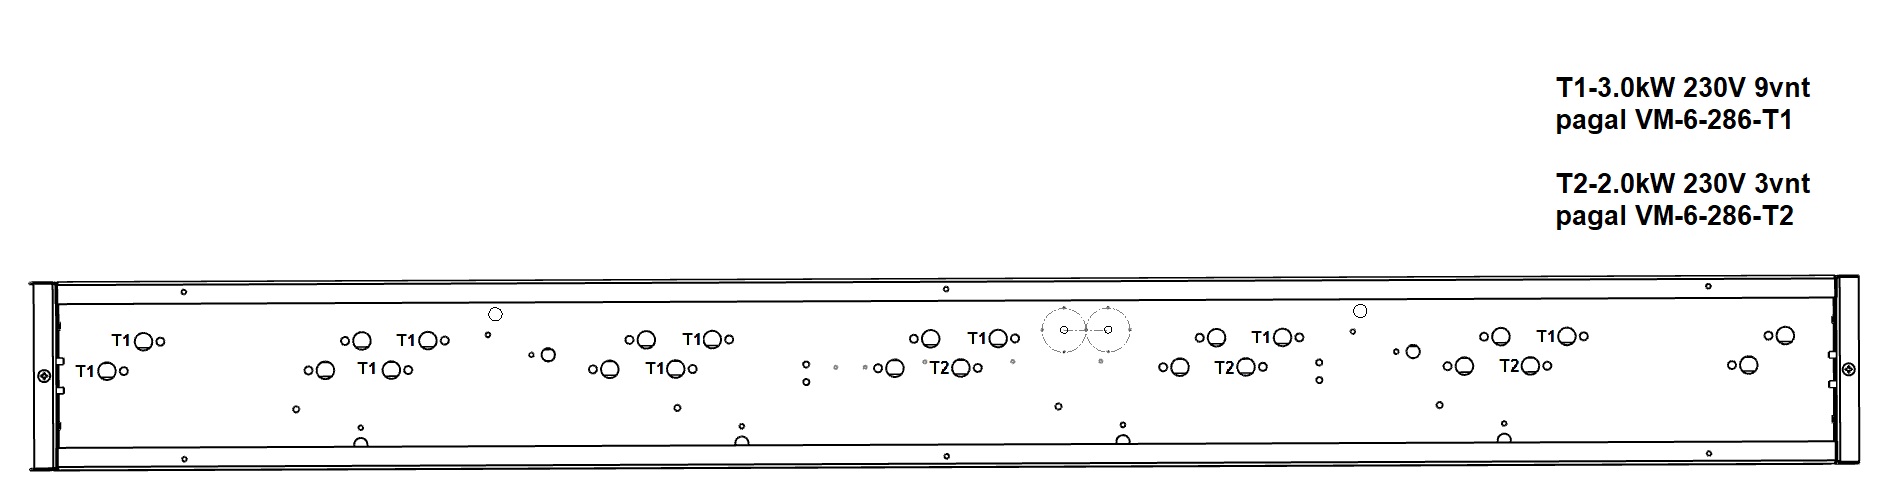 T1-3.0kW 230V 9vnt
pagal VM-6-286-T1
T2-2.0kW 230V 3vnt
pagal VM-6-286-T2
T1 T1 T1 T1 T1 T1
T1 T1 T1 T2 T2 T2